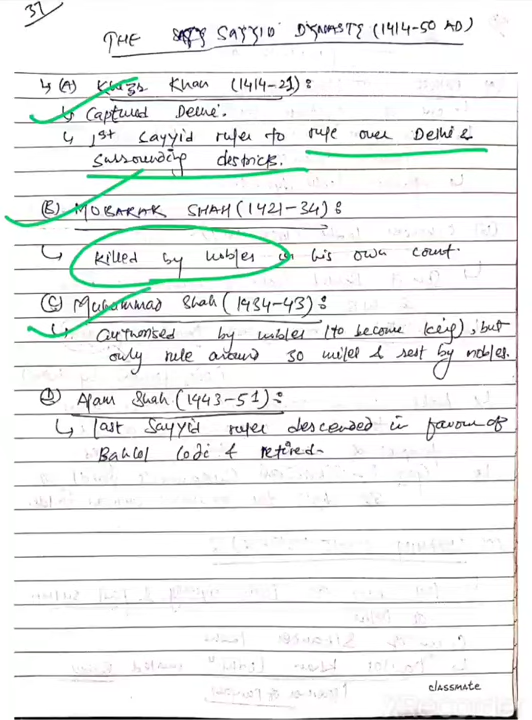 37
THE SAYYID DYNASTY (1414-50 AD)
↳ (A) Khizr Khan (1414-21):
↳ Captured Delhi.
↳ 1st Sayyid ruler to rule over Delhi &
surrounding districts.
(B) MOBARAK SHAH (1421-34):
↳ Killed by nobles in his own court.
(C) Muhammad Shah (1434-43):
↳ Authorised by nobles (to become king), but
only rule around 30 miles & rest by nobles.
(D) Alam Shah (1443-51):
↳ last Sayyid ruler descended in favour of
Bahlol Lodi & retired.
classmate